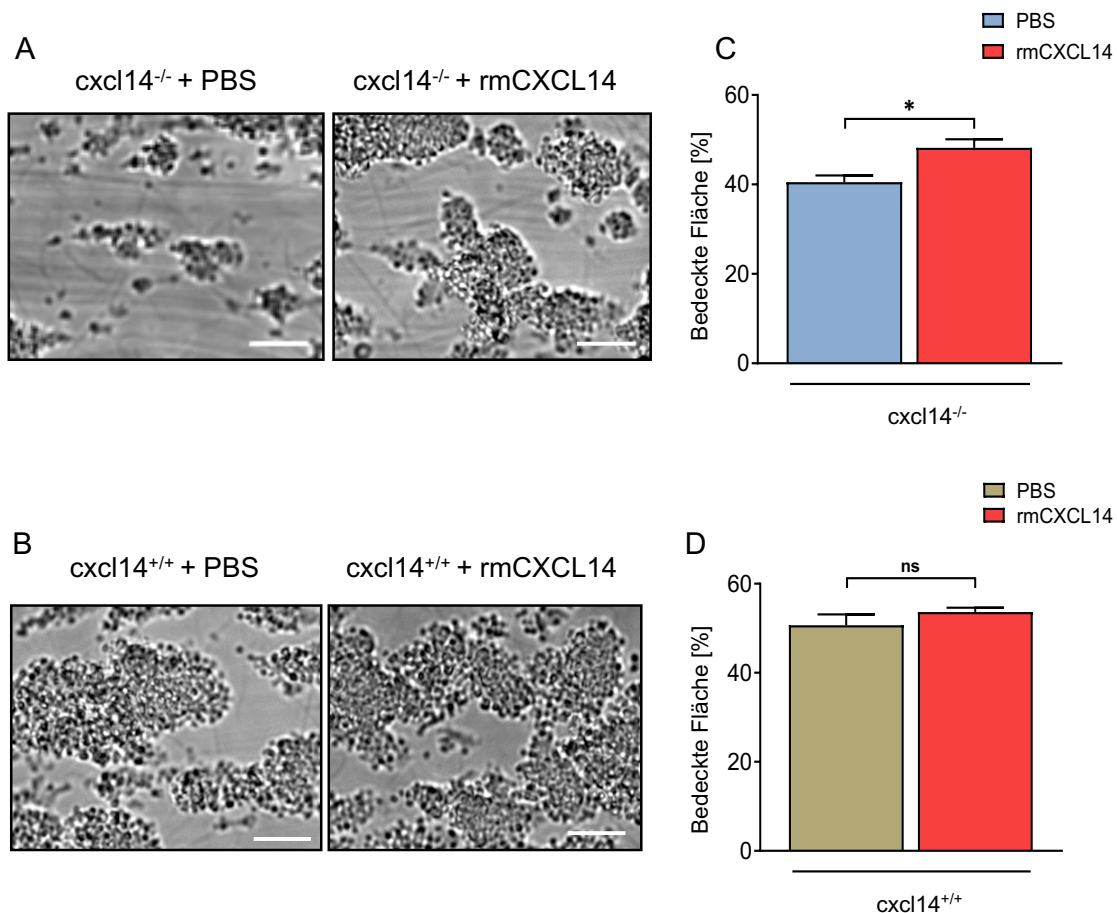 A
cxcl14-/- + PBS
cxcl14-/- + rmCXCL14
C
PBS
rmCXCL14
Bedeckte Fläche [%]
60
40
20
0
*
cxcl14-/-
B
cxcl14+/+ + PBS
cxcl14+/+ + rmCXCL14
D
PBS
rmCXCL14
Bedeckte Fläche [%]
60
40
20
0
ns
cxcl14+/+